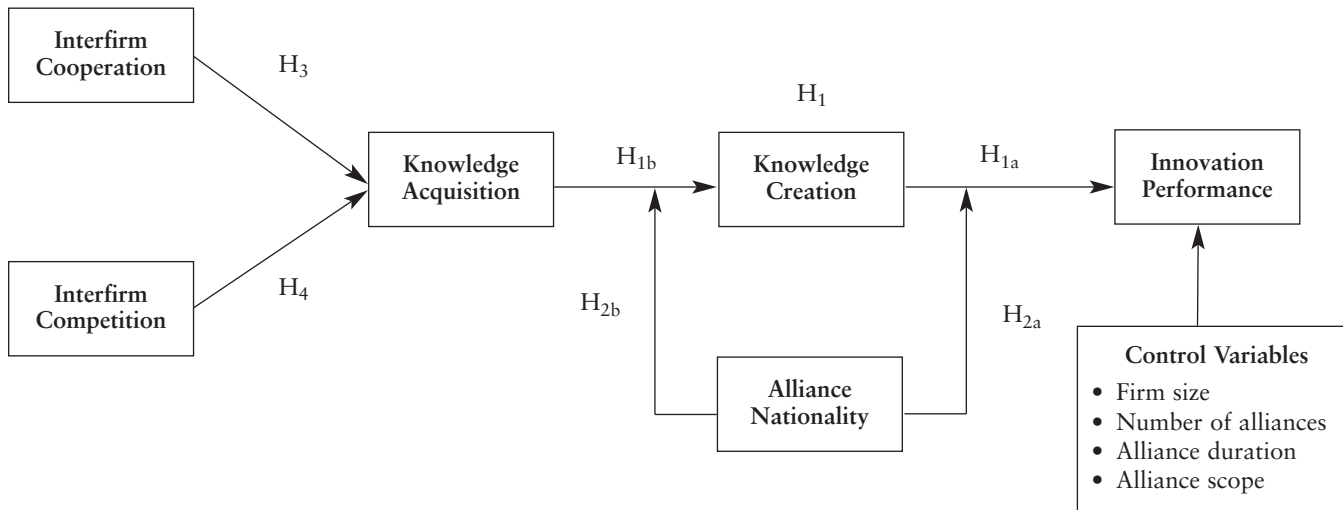 Interfirm
Cooperation
H3
H1
Knowledge
Acquisition
H1b
Knowledge
Creation
H1a
Innovation
Performance
Interfirm
Competition
H4
H2b
H2a
Alliance
Nationality
Control Variables
• Firm size
• Number of alliances
• Alliance duration
• Alliance scope